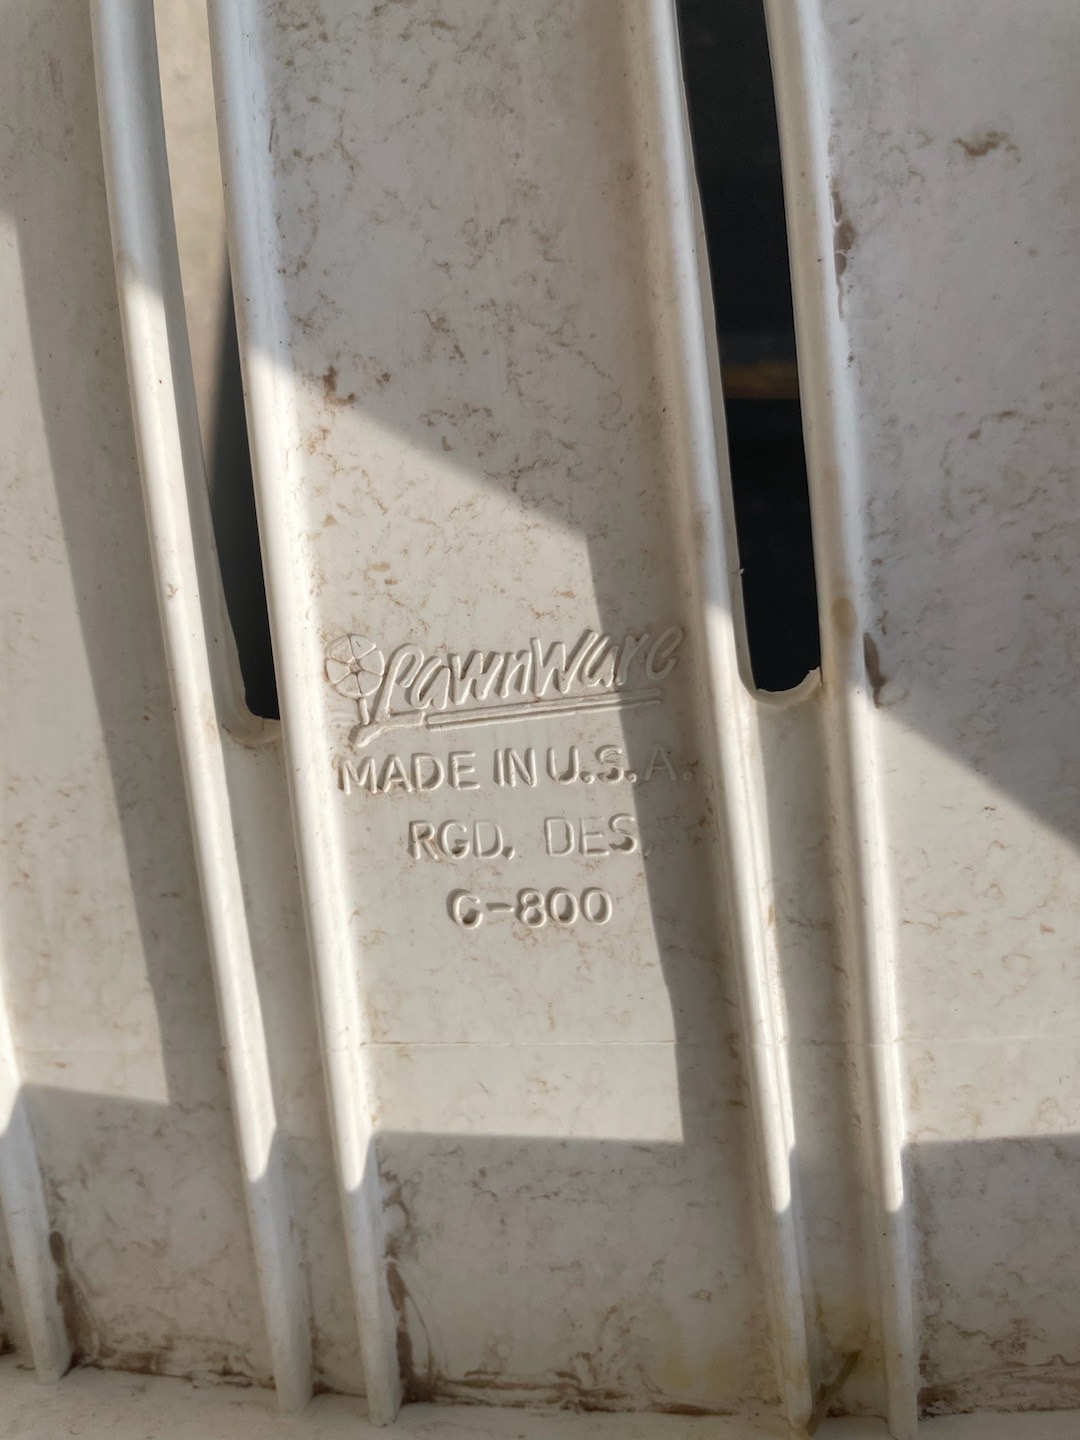 LawnWare
MADE IN U.S.A.
RGD. DES.
C-800